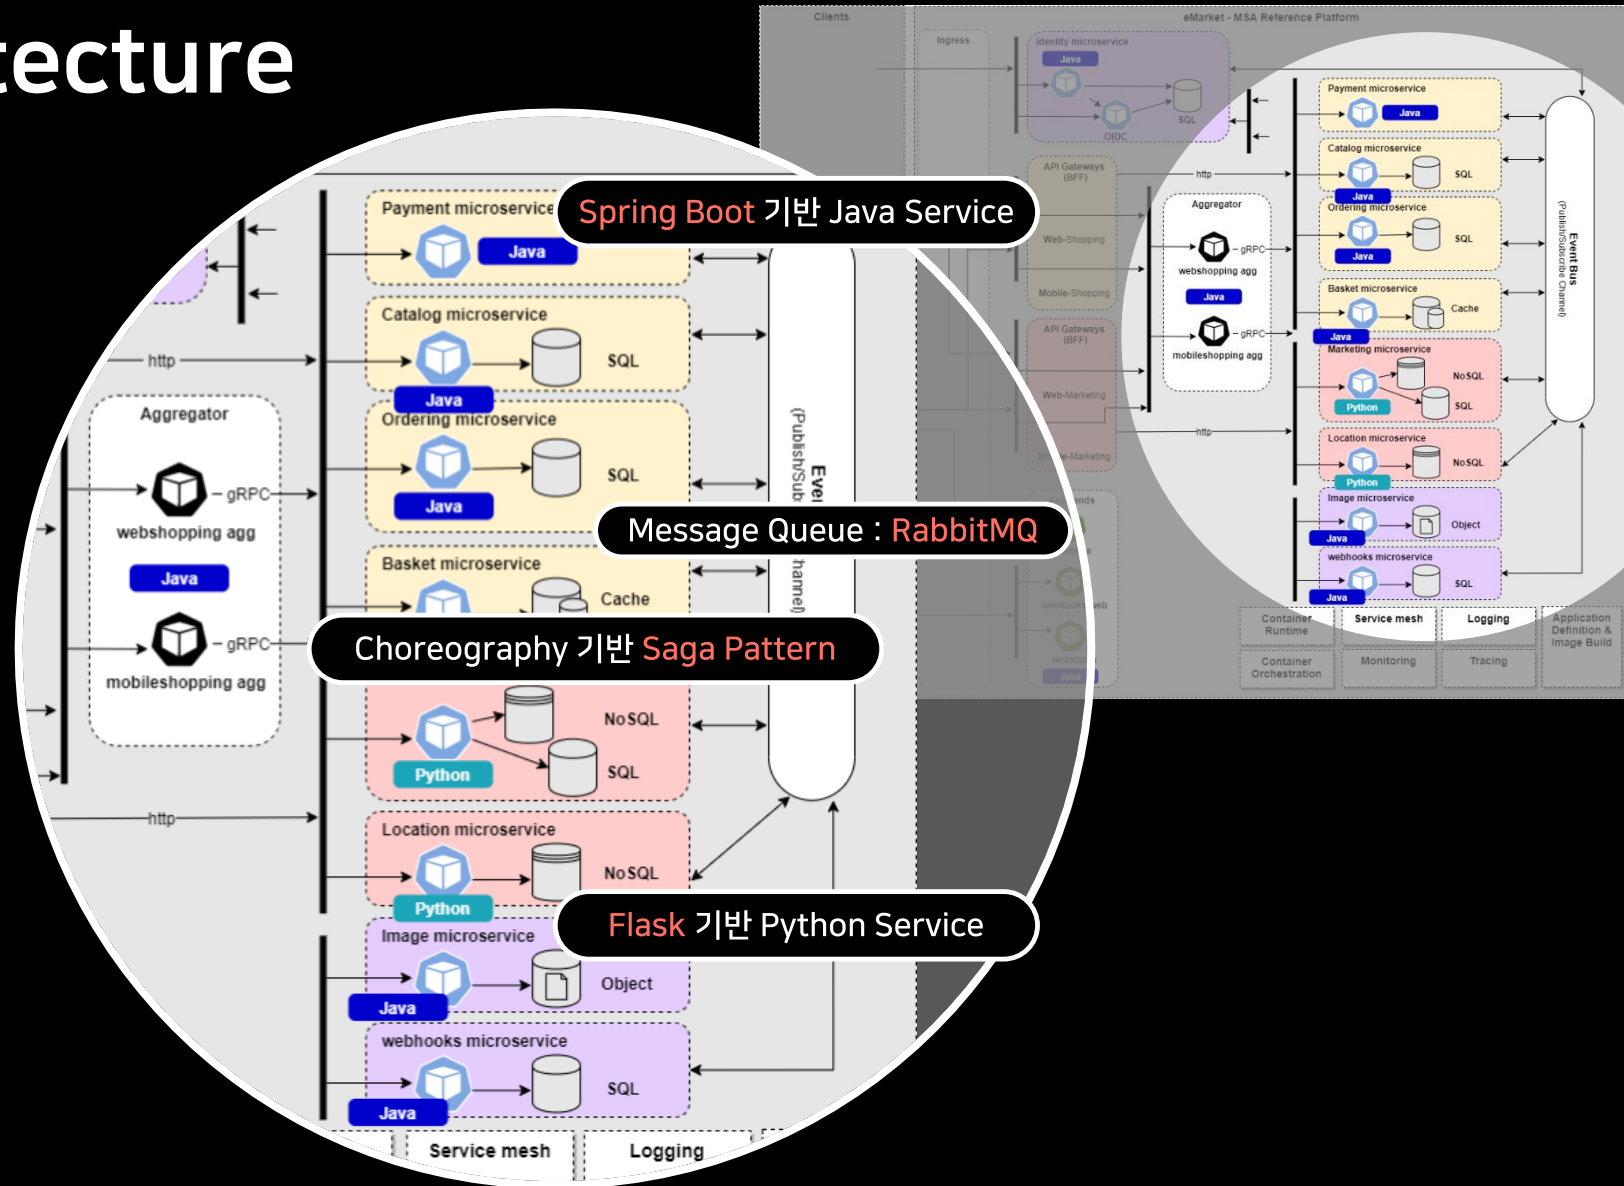 tecture
Spring Boot 기반 Java Service
Message Queue : RabbitMQ
Choreography 기반 Saga Pattern
Flask 기반 Python Service
Payment microservice
Java
Catalog microservice
SQL
Java
Ordering microservice
SQL
Java
Basket microservice
Cache
NoSQL
SQL
Python
Location microservice
NoSQL
Python
Image microservice
Object
Java
webhooks microservice
SQL
Java
http
Aggregator
gRPC
webshopping agg
Java
gRPC
mobileshopping agg
http
Service mesh
Logging
Clients
eMarket - MSA Reference Platform
Ingress
Identity microservice
Java
OIDC
SQL
API Gateways
(BFF)
Web-Shopping
Mobile-Shopping
API Gateways
(BFF)
Web-Marketing
http
Aggregator
gRPC
webshopping agg
Java
gRPC
mobileshopping agg
http
Payment microservice
Java
Catalog microservice
SQL
Java
Ordering microservice
SQL
Java
Basket microservice
Cache
Java
Marketing microservice
NoSQL
SQL
Python
Location microservice
NoSQL
Python
Image microservice
Object
Java
webhooks microservice
SQL
Java
Event Bus
(Publish/Subscribe Channel)
Java
Container
Runtime
Service mesh
Logging
Application
Definition &
Image Build
Container
Orchestration
Monitoring
Tracing